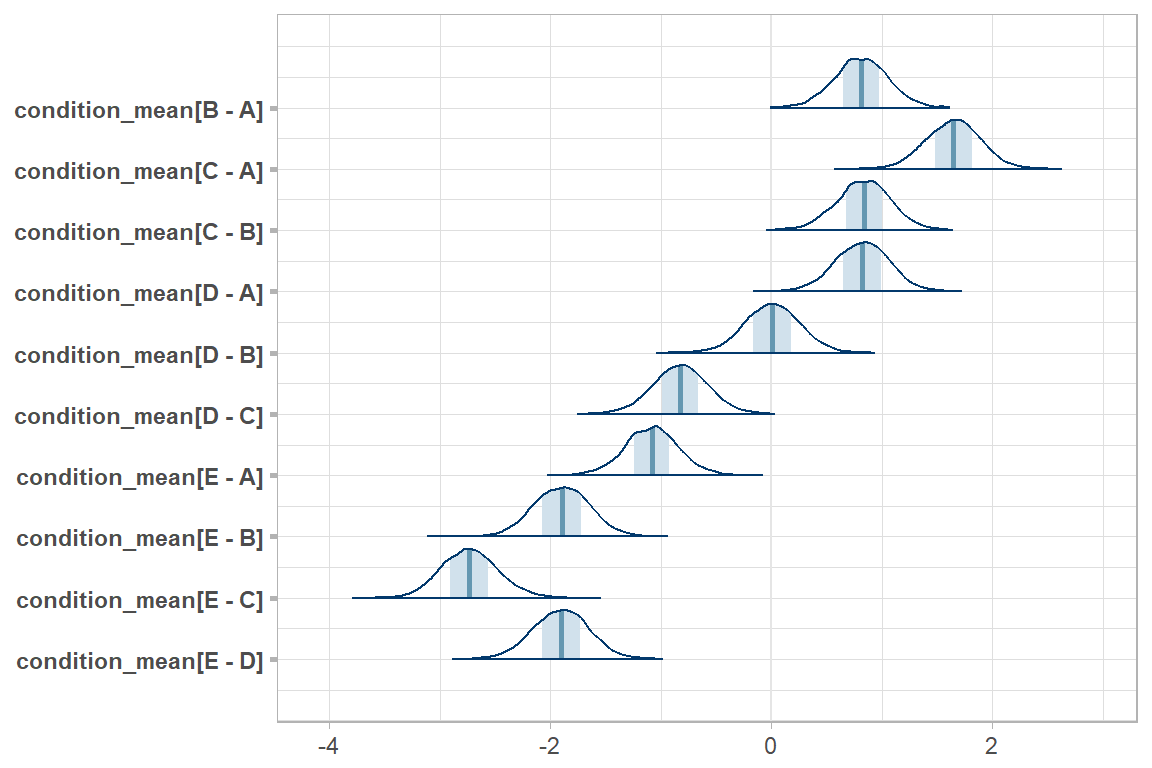 condition_mean[B - A]
condition_mean[C - A]
condition_mean[C - B]
condition_mean[D - A]
condition_mean[D - B]
condition_mean[D - C]
condition_mean[E - A]
condition_mean[E - B]
condition_mean[E - C]
condition_mean[E - D]
-4 -2 0 2